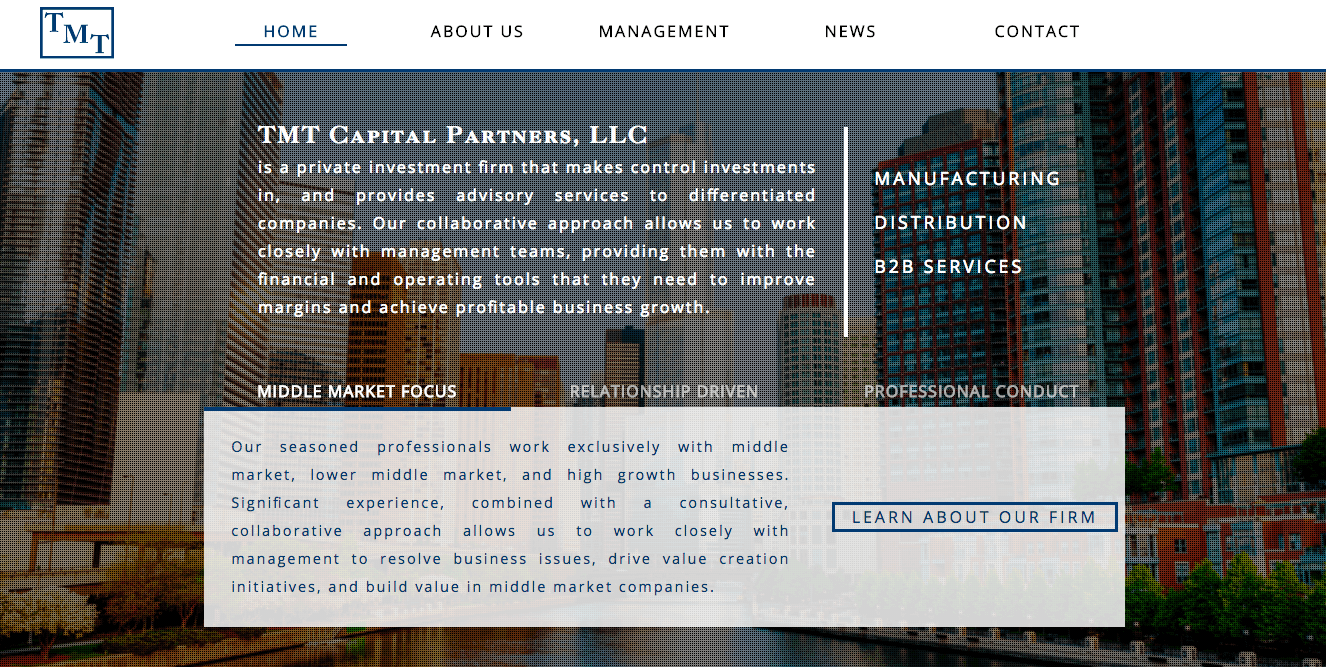 TMT
HOME
ABOUT US
MANAGEMENT
NEWS
CONTACT
TMT Capital Partners, LLC
is a private investment firm that makes control investments
in, and provides advisory services to differentiated
companies. Our collaborative approach allows us to work
closely with management teams, providing them with the
financial and operating tools that they need to improve
margins and achieve profitable business growth.
MANUFACTURING
DISTRIBUTION
B2B SERVICES
MIDDLE MARKET FOCUS
RELATIONSHIP DRIVEN
PROFESSIONAL CONDUCT
Our seasoned professionals work exclusively with middle
market, lower middle market, and high growth businesses.
Significant experience, combined with a consultative,
collaborative approach allows us to work closely with
management to resolve business issues, drive value creation
initiatives, and build value in middle market companies.
LEARN ABOUT OUR FIRM